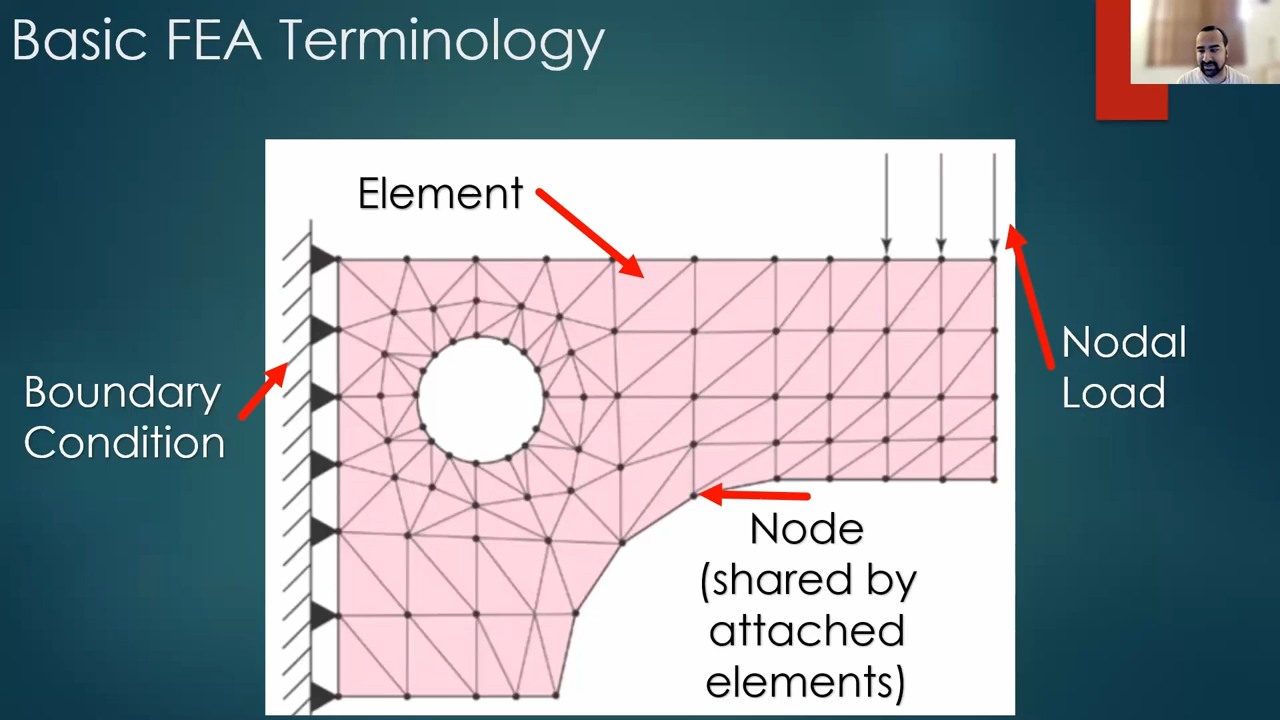 Basic FEA Terminology
Element
Nodal
Load
Boundary
Condition
Node
(shared by
attached
elements)